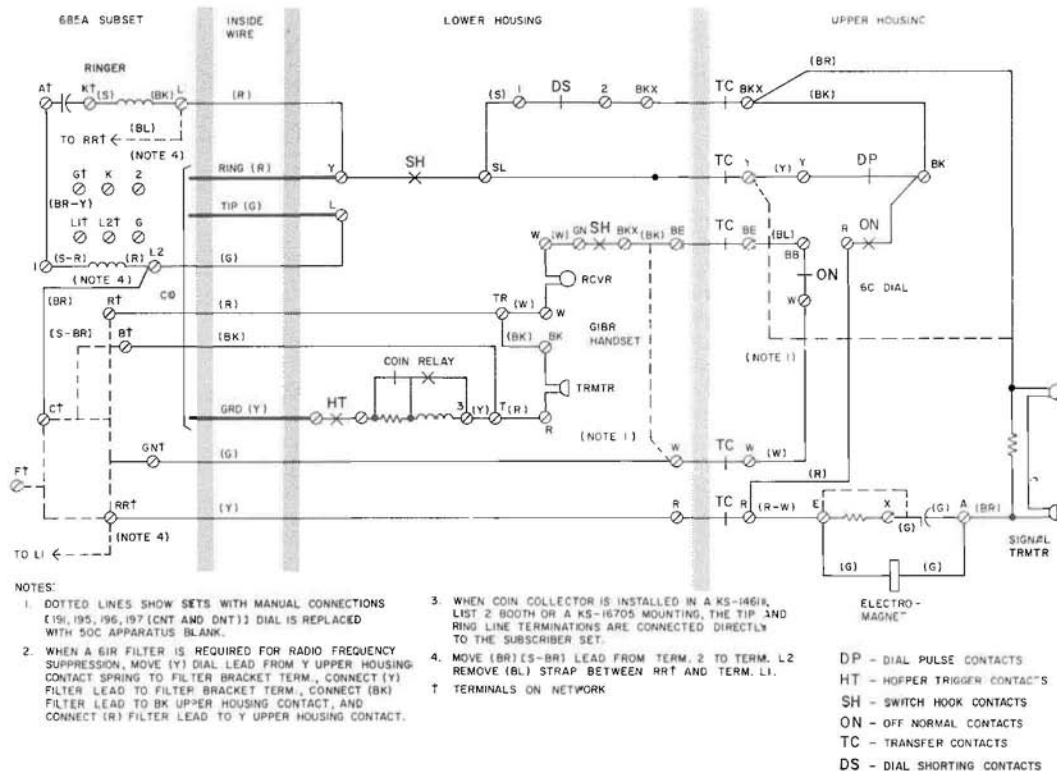 685A SUBSET
INSIDE
WIRE
LOWER HOUSING
UPPER HOUSING
RINGER
A† K† (S) (BK) L (R) (S) 1 DS 2 BKX TC BKX (BR)
(BK)
TO RR† (BL)
(NOTE 4)
RING (R) Y SH SL TC Y (Y) Y DP BK
G† K 2
(BR-Y)
TIP (G) L
L1† L2† G
W (W) GN SH BKX (BK) BE TC BE (BL) BB R ON
1 (S-R) (R) L2 (G)
(NOTE 4)
CO
RCVR
ON
W
6C DIAL
(BR) R† (R) TR (W) W
[S-BR] B† (BK) (BK) BK
G1BR
HANDSET
(NOTE 1)
COIN RELAY
TRMTR
C† GRD (Y) HT 3 (Y) T (R) R
(NOTE 1)
GN† (G) W TC W (W)
F†
(R)
RR† (Y) R TC R (R-W) E X (G) (G) A (BR)
(NOTE 4)
TO L1
SIGNAL
TRMTR
(G) (G)
ELECTRO-
MAGNET
NOTES:
1. DOTTED LINES SHOW SETS WITH MANUAL CONNECTIONS
[191, 195, 196, 197 (CNT AND DNT)] DIAL IS REPLACED
WITH 50C APPARATUS BLANK.
2. WHEN A 61R FILTER IS REQUIRED FOR RADIO FREQUENCY
SUPPRESSION, MOVE (Y) DIAL LEAD FROM Y UPPER HOUSING
CONTACT SPRING TO FILTER BRACKET TERM., CONNECT (Y)
FILTER LEAD TO FILTER BRACKET TERM., CONNECT (BK)
FILTER LEAD TO BK UPPER HOUSING CONTACT, AND
CONNECT (R) FILTER LEAD TO Y UPPER HOUSING CONTACT.
3. WHEN COIN COLLECTOR IS INSTALLED IN A KS-14611,
LIST 2 BOOTH OR A KS-16705 MOUNTING, THE TIP AND
RING LINE TERMINATIONS ARE CONNECTED DIRECTLY
TO THE SUBSCRIBER SET.
4. MOVE (BR) [S-BR] LEAD FROM TERM. 2 TO TERM. L2
REMOVE (BL) STRAP BETWEEN RR† AND TERM. L1.
† TERMINALS ON NETWORK
DP - DIAL PULSE CONTACTS
HT - HOPPER TRIGGER CONTACTS
SH - SWITCH HOOK CONTACTS
ON - OFF NORMAL CONTACTS
TC - TRANSFER CONTACTS
DS - DIAL SHORTING CONTACTS